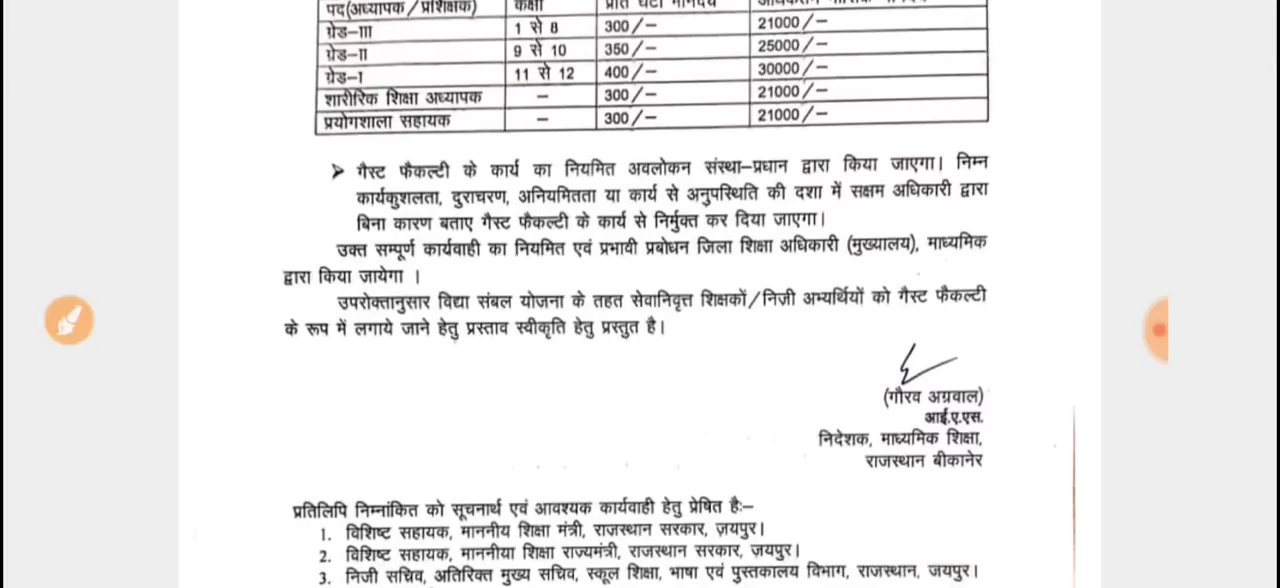 पद(अध्यापक/प्रशिक्षक) कक्षा प्रति घंटा मानदेय
ग्रेड-III 1 से 8 300/- 21000/-
ग्रेड-II 9 से 10 350/- 25000/-
ग्रेड-I 11 से 12 400/- 30000/-
शारीरिक शिक्षा अध्यापक - 300/- 21000/-
प्रयोगशाला सहायक - 300/- 21000/-
➢ गैस्ट फैकल्टी के कार्य का नियमित अवलोकन संस्था-प्रधान द्वारा किया जाएगा। निम्न
कार्यकुशलता, दुराचरण, अनियमितता या कार्य से अनुपस्थिति की दशा में सक्षम अधिकारी द्वारा
बिना कारण बताए गैस्ट फैकल्टी के कार्य से निर्मुक्त कर दिया जाएगा।
उक्त सम्पूर्ण कार्यवाही का नियमित एवं प्रभावी प्रबोधन जिला शिक्षा अधिकारी (मुख्यालय), माध्यमिक
द्वारा किया जायेगा ।
उपरोक्तानुसार विद्या संबल योजना के तहत सेवानिवृत्त शिक्षकों/निजी अभ्यर्थियों को गैस्ट फैकल्टी
के रूप में लगाये जाने हेतु प्रस्ताव स्वीकृति हेतु प्रस्तुत है।
(गौरव अग्रवाल)
आई.ए.एस.
निदेशक, माध्यमिक शिक्षा,
राजस्थान बीकानेर
प्रतिलिपि निम्नांकित को सूचनार्थ एवं आवश्यक कार्यवाही हेतु प्रेषित है:-
1. विशिष्ट सहायक, माननीय शिक्षा मंत्री, राजस्थान सरकार, ज़यपुर।
2. विशिष्ट सहायक, माननीया शिक्षा राज्यमंत्री, राजस्थान सरकार, ज़यपुर।
3. निजी सचिव, अतिरिक्त मुख्य सचिव, स्कूल शिक्षा, भाषा एवं पुस्तकालय विभाग, राजस्थान, जयपुर।